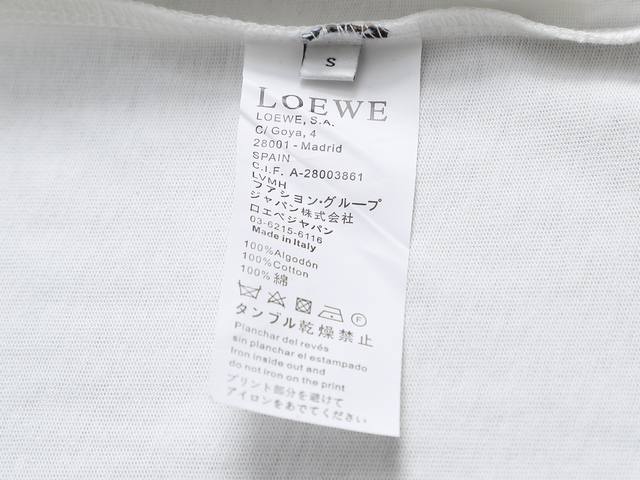 S
LOEWE
LOEWE, S.A.
C/ Goya, 4
28001 - Madrid
SPAIN
C.I.F. A-28003861
LVMH
ファション・グループ
ジャパン株式会社
ロエベジャパン
03-6215-6116
Made in Italy
100%Algodón
100%Cotton
100% 綿
F
タンブル乾燥禁止
Planchar del revés
sin planchar el estampado
fron inside out and
do not iron on the print
プリント部分を避けて
アイロンをあててください